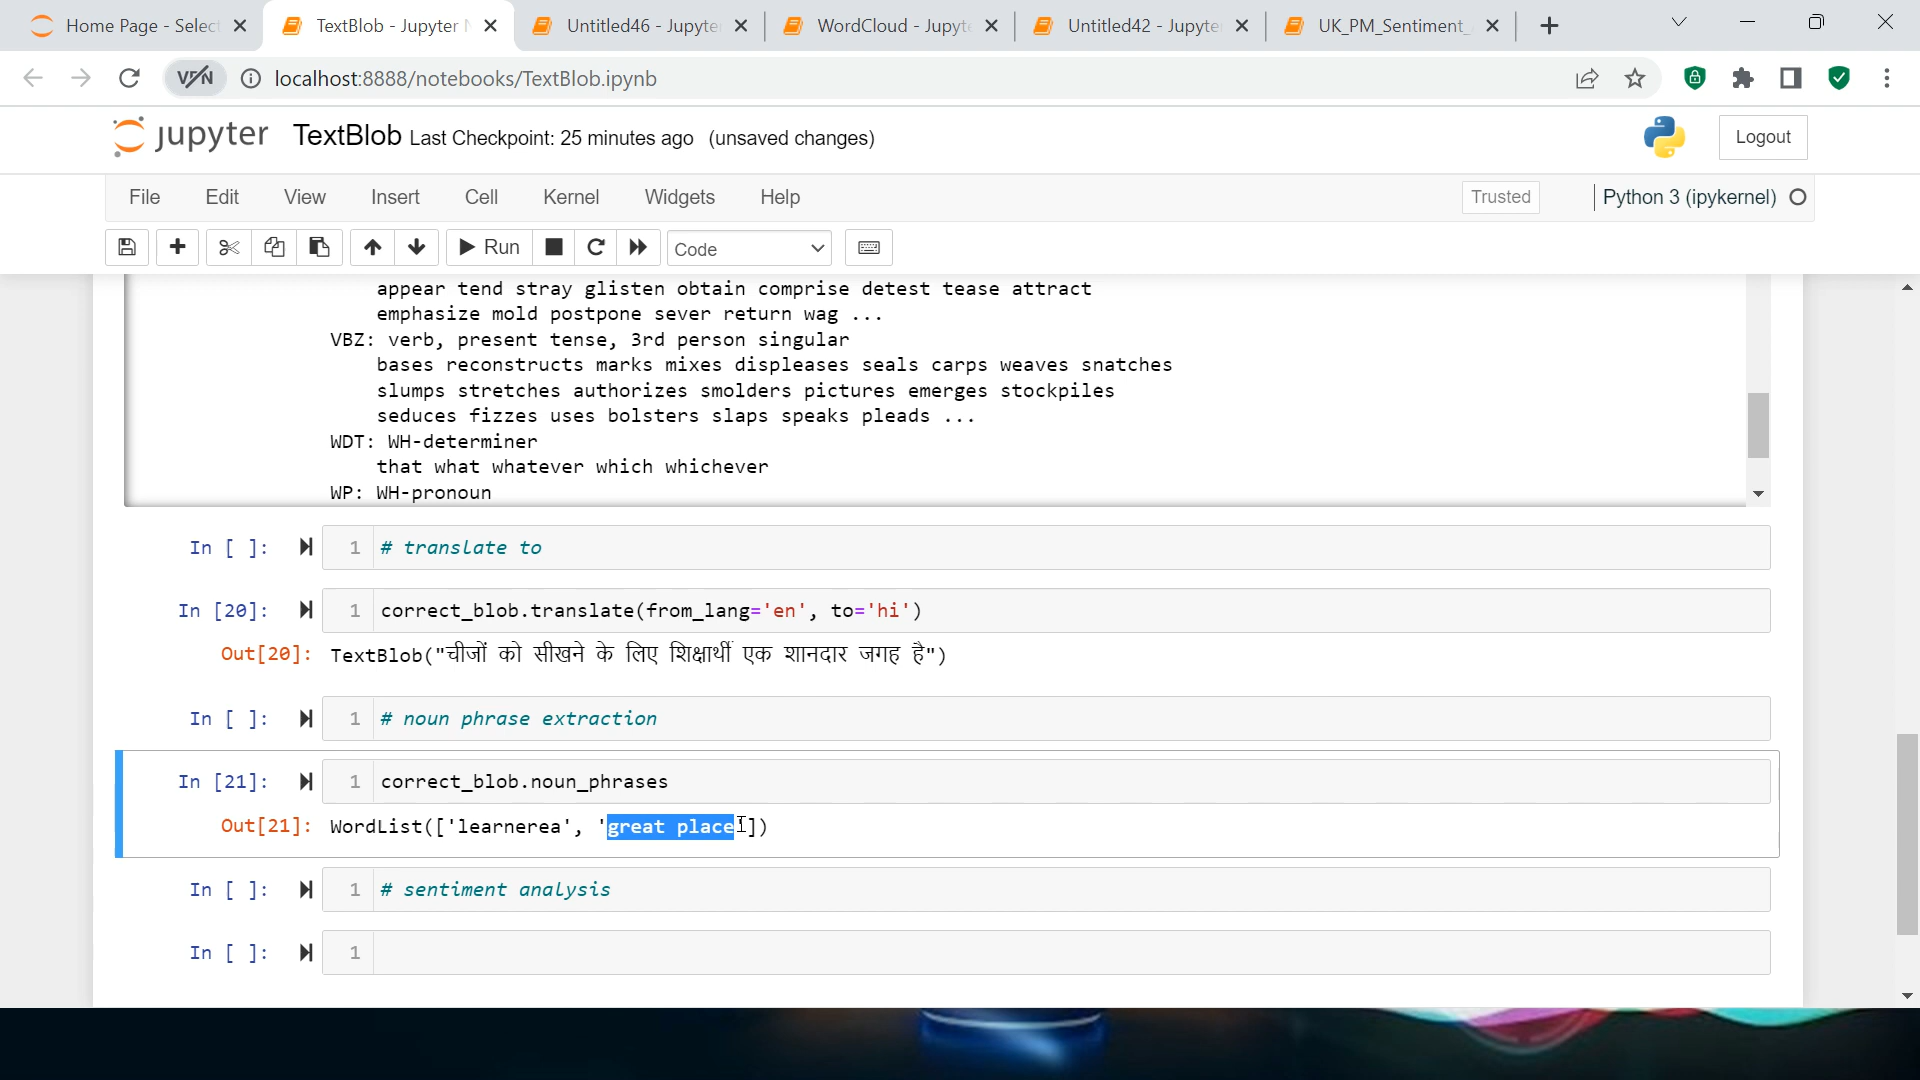 Home Page - Select
TextBlob - Jupyter N
Untitled46 - Jupyter
WordCloud - Jupyte
Untitled42 - Jupyter
UK_PM_Sentiment_
VPN
localhost:8888/notebooks/TextBlob.ipynb
jupyter TextBlob Last Checkpoint: 25 minutes ago (unsaved changes)
Logout
File Edit View Insert Cell Kernel Widgets Help
Trusted
Python 3 (ipykernel)
Run
Code
appear tend stray glisten obtain comprise detest tease attract
emphasize mold postpone sever return wag ...
VBZ: verb, present tense, 3rd person singular
bases reconstructs marks mixes displeases seals carps weaves snatches
slumps stretches authorizes smolders pictures emerges stockpiles
seduces fizzes uses bolsters slaps speaks pleads ...
WDT: WH-determiner
that what whatever which whichever
WP: WH-pronoun
In [ ]: 1 # translate to
In [20]: 1 correct_blob.translate(from_lang='en', to='hi')
Out[20]: TextBlob("चीजों को सीखने के लिए शिक्षार्थी एक शानदार जगह है")
In [ ]: 1 # noun phrase extraction
In [21]: 1 correct_blob.noun_phrases
Out[21]: WordList(['learnerea', 'great place'])
In [ ]: 1 # sentiment analysis
In [ ]: 1